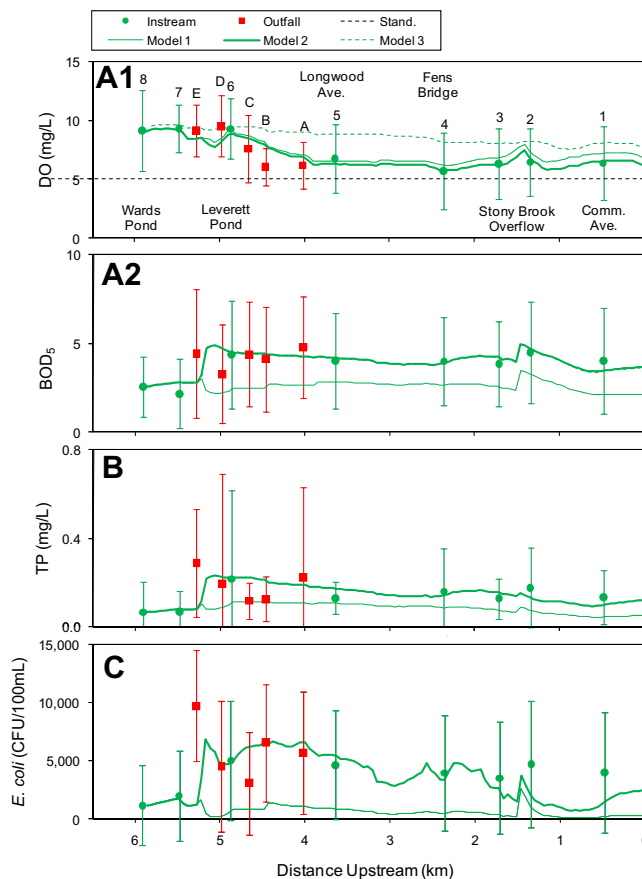 Instream Outfall Stand.
Model 1 Model 2 Model 3
15
A1
8 7 E D 6 C B A
Longwood Ave.
5
Fens Bridge
4 3 2 1
10
DO (mg/L)
5
Wards Pond
Leverett Pond
Stony Brook Overflow
Comm. Ave.
0
10
A2
BOD5
5
0
0.8
B
TP (mg/L)
0.4
0.0
15,000
C
E. coli (CFU/100mL)
10,000
5,000
0
6 5 4 3 2 1
Distance Upstream (km)